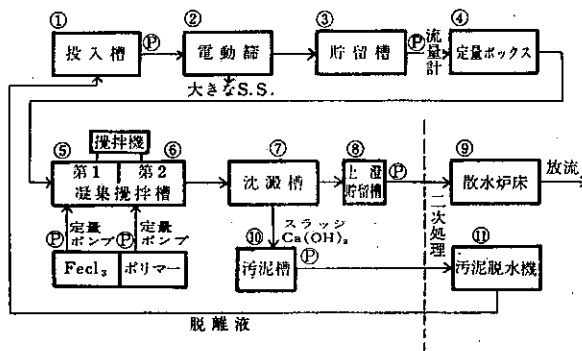 ① ② ③ ④
投入槽 Ⓟ 電動篩 貯留槽 Ⓟ 流量計 定量ボックス
大きなS.S.
攪拌機
⑤ 第1 第2 ⑥ ⑦ ⑧ ⑨
凝集攪拌槽 沈澱槽 上澄貯留槽 Ⓟ 散水炉床 放流
Ⓟ 定量ポンプ Ⓟ 定量ポンプ
スラッジ
Ca(OH)₂
二次処理
Fecl₃ ポリマー
⑩ ⑪
汚泥槽 Ⓟ 汚泥脱水機
脱離液